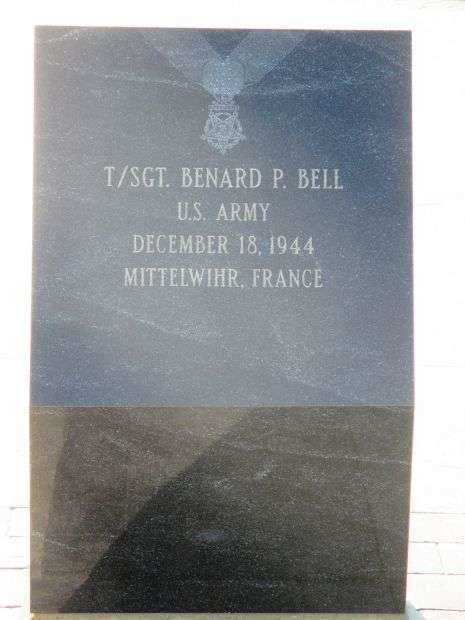 T/SGT. BENARD P. BELL
U.S. ARMY
DECEMBER 18, 1944
MITTELWIHR, FRANCE